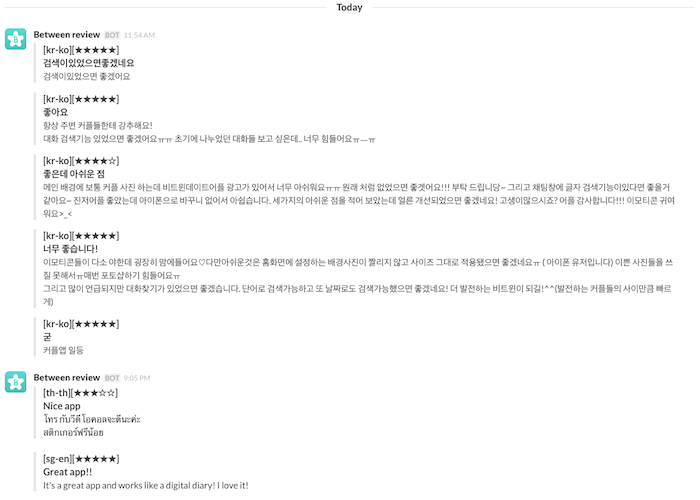 Today
Between review BOT 11:54 AM
[kr-ko][★★★★★]
검색이있었으면좋겠네요
검색이있었으면 좋겠어요
[kr-ko][★★★★★]
좋아요
항상 주변 커플들한테 강추해요!
대화 검색기능 있었으면 좋겠어요ㅠㅠ 초기에 나누었던 대화들 보고 싶은데.. 너무 힘들어요ㅠㅡㅠ
[kr-ko][★★★★☆]
좋은데 아쉬운 점
메인 배경에 보통 커플 사진 하는데 비트윈데이트어플 광고가 있어서 너무 아쉬워요ㅠㅠ 원래 처럼 없었으면 좋겟어요!!! 부탁 드립니당~ 그리고 채팅창에 글자 검색기능이있다면 좋을거
같아요~ 진저어플 좋았는데 아이폰으로 바꾸니 없어서 아쉽습니다. 세가지의 아쉬운 점을 적어 보았는데 얼른 개선되었으면 좋겠네요! 고생이많으시죠? 어플 감사합니다!!! 이모티콘 귀여
워요>_<
[kr-ko][★★★★★]
너무 좋습니다!
이모티콘들이 다소 야한데 굉장히 맘에들어요♡다만아쉬운것은 홈화면에 설정하는 배경사진이 짤리지 않고 사이즈 그대로 적용됐으면 좋겠네요ㅠ ( 아이폰 유저입니다) 이쁜 사진들을 쓰
질 못해서ㅠ매번 포토샵하기 힘들어요ㅠ
그리고 많이 언급되지만 대화찾기가 있었으면 좋겠습니다. 단어로 검색가능하고 또 날짜로도 검색가능했으면 좋겠네요! 더 발전하는 비트윈이 되길!^^(발전하는 커플들의 사이만큼 빠르
게)
[kr-ko][★★★★★]
굳
커플앱 일등
Between review BOT 9:05 PM
[th-th][★★★☆☆]
Nice app
โทร กับวีดีโอคอลจะดีนะค่ะ
สติกเกอร์ฟรีน้อย
[sg-en][★★★★★]
Great app!!
It's a great app and works like a digital diary! I love it!